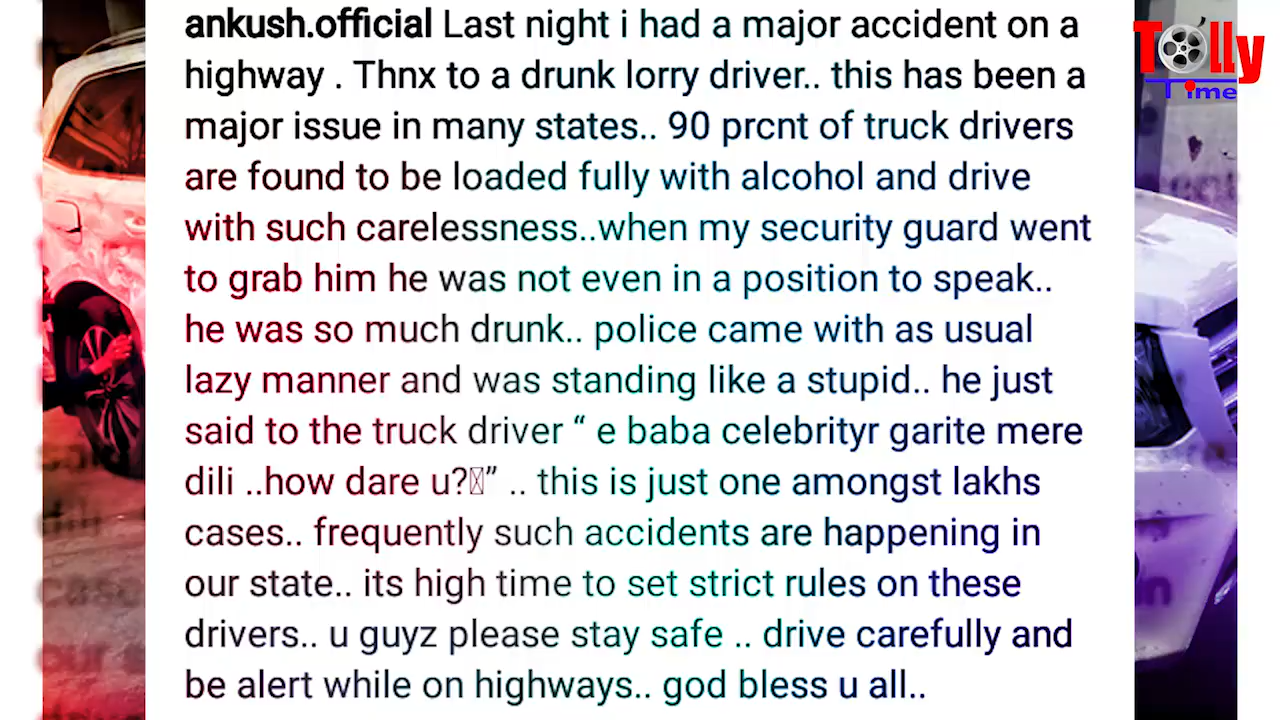 ankush.official Last night i had a major accident on a
highway . Thnx to a drunk lorry driver.. this has been a
major issue in many states.. 90 prcnt of truck drivers
are found to be loaded fully with alcohol and drive
with such carelessness..when my security guard went
to grab him he was not even in a position to speak..
he was so much drunk.. police came with as usual
lazy manner and was standing like a stupid.. he just
said to the truck driver “ e baba celebrityr garite mere
dili ..how dare u?” .. this is just one amongst lakhs
cases.. frequently such accidents are happening in
our state.. its high time to set strict rules on these
drivers.. u guyz please stay safe .. drive carefully and
be alert while on highways.. god bless u all..
Tolly
Time